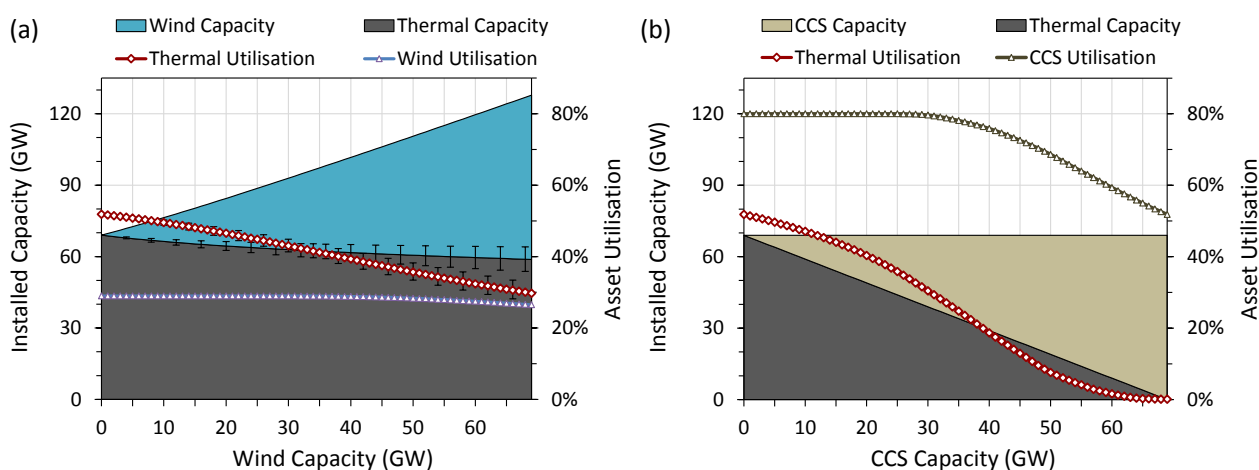 (a)
Wind Capacity
Thermal Capacity
Thermal Utilisation
Wind Utilisation
Installed Capacity (GW)
120
90
60
30
0
80%
60%
40%
20%
0%
Asset Utilisation
0 10 20 30 40 50 60
Wind Capacity (GW)
(b)
CCS Capacity
Thermal Capacity
Thermal Utilisation
CCS Utilisation
Installed Capacity (GW)
120
90
60
30
0
80%
60%
40%
20%
0%
Asset Utilisation
0 10 20 30 40 50 60
CCS Capacity (GW)